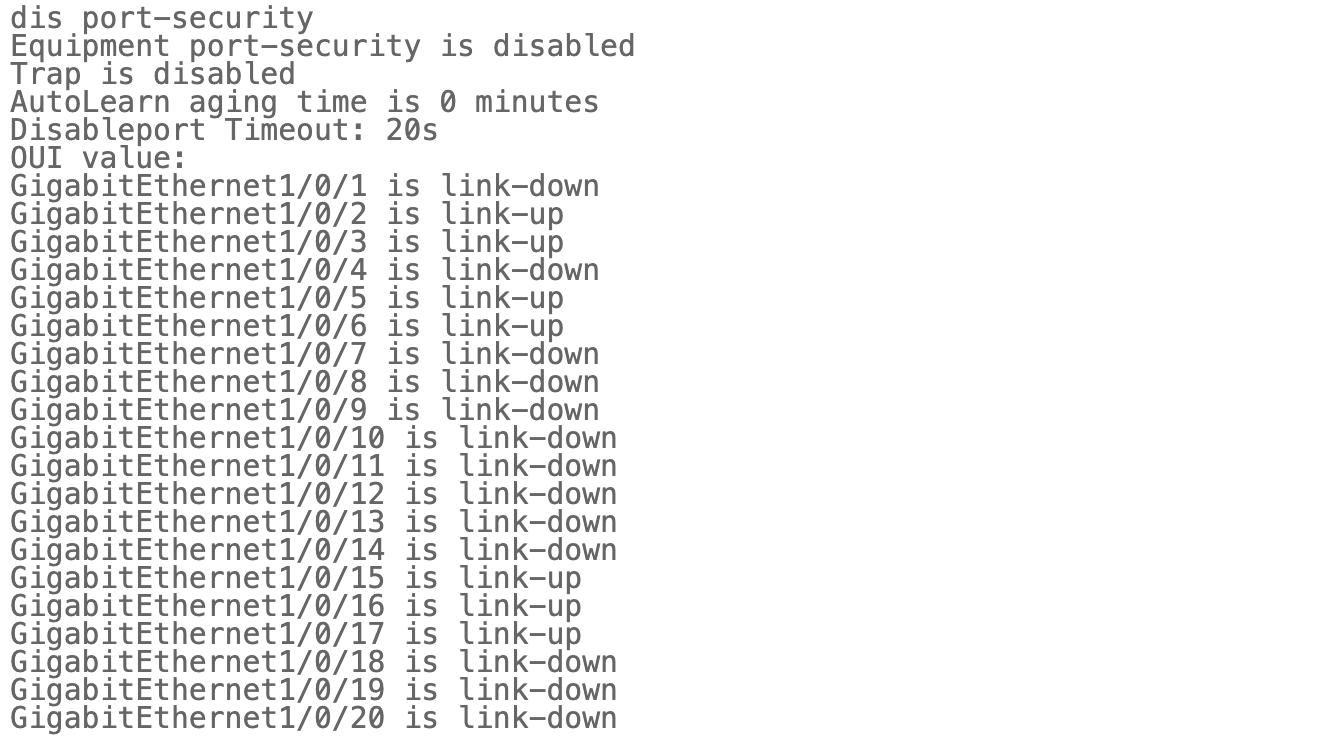 dis port-security
Equipment port-security is disabled
Trap is disabled
AutoLearn aging time is 0 minutes
Disableport Timeout: 20s
OUI value:
GigabitEthernet1/0/1 is link-down
GigabitEthernet1/0/2 is link-up
GigabitEthernet1/0/3 is link-up
GigabitEthernet1/0/4 is link-down
GigabitEthernet1/0/5 is link-up
GigabitEthernet1/0/6 is link-up
GigabitEthernet1/0/7 is link-down
GigabitEthernet1/0/8 is link-down
GigabitEthernet1/0/9 is link-down
GigabitEthernet1/0/10 is link-down
GigabitEthernet1/0/11 is link-down
GigabitEthernet1/0/12 is link-down
GigabitEthernet1/0/13 is link-down
GigabitEthernet1/0/14 is link-down
GigabitEthernet1/0/15 is link-up
GigabitEthernet1/0/16 is link-up
GigabitEthernet1/0/17 is link-up
GigabitEthernet1/0/18 is link-down
GigabitEthernet1/0/19 is link-down
GigabitEthernet1/0/20 is link-down